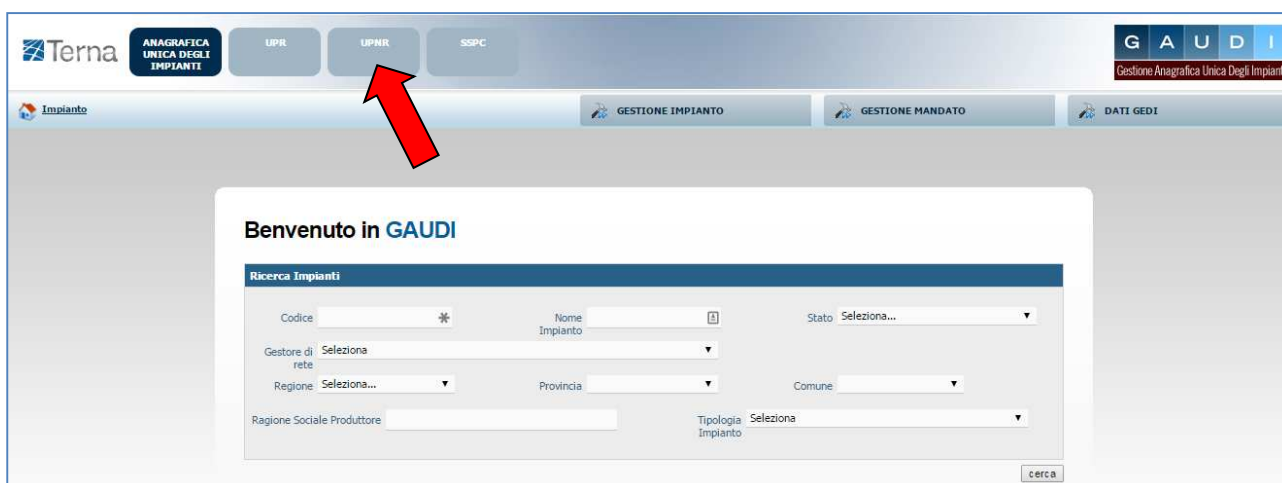 Terna
ANAGRAFICA
UNICA DEGLI
IMPIANTI
UPR
UPNR
SSPC
G A U D I
Gestione Anagrafica Unica Degli Impiant
Impianto
GESTIONE IMPIANTO
GESTIONE MANDATO
DATI GEDI
Benvenuto in GAUDI
Ricerca Impianti
Codice
Nome
Impianto
Stato Seleziona...
Gestore di
rete
Seleziona
Regione Seleziona...
Provincia
Comune
Ragione Sociale Produttore
Tipologia
Impianto
Seleziona
cerca